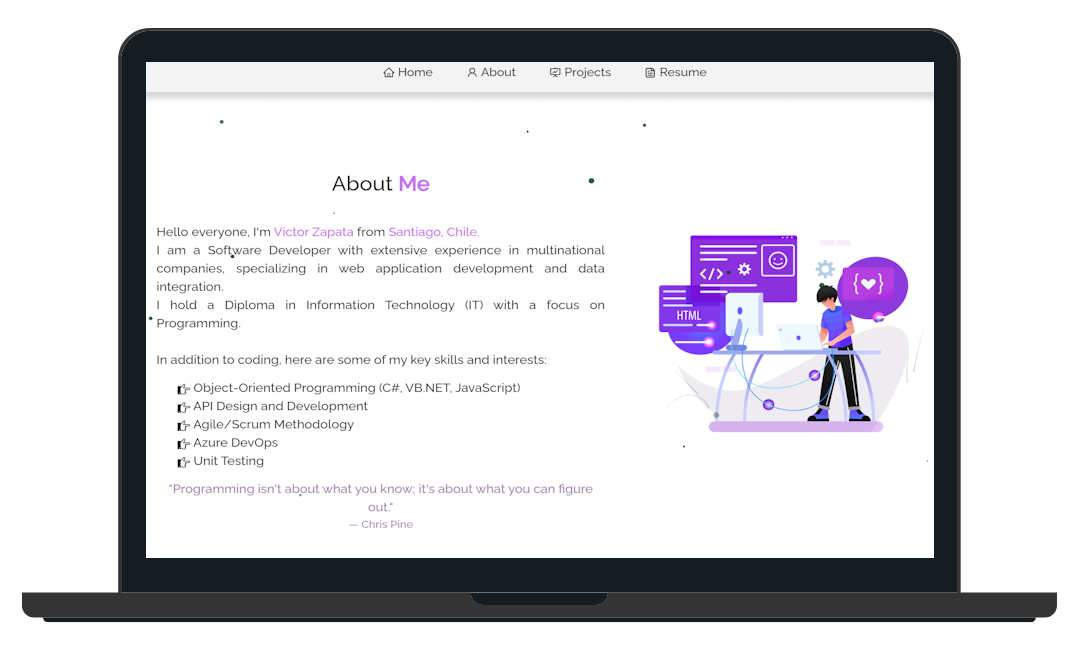 Home About Projects Resume
About Me
Hello everyone, I'm Victor Zapata from Santiago, Chile.
I am a Software Developer with extensive experience in multinational
companies, specializing in web application development and data
integration.
I hold a Diploma in Information Technology (IT) with a focus on
Programming.
</>
{♥}
HTML
In addition to coding, here are some of my key skills and interests:
Object-Oriented Programming (C#, VB.NET, JavaScript)
API Design and Development
Agile/Scrum Methodology
Azure DevOps
Unit Testing
"Programming isn't about what you know; it's about what you can figure
out."
— Chris Pine